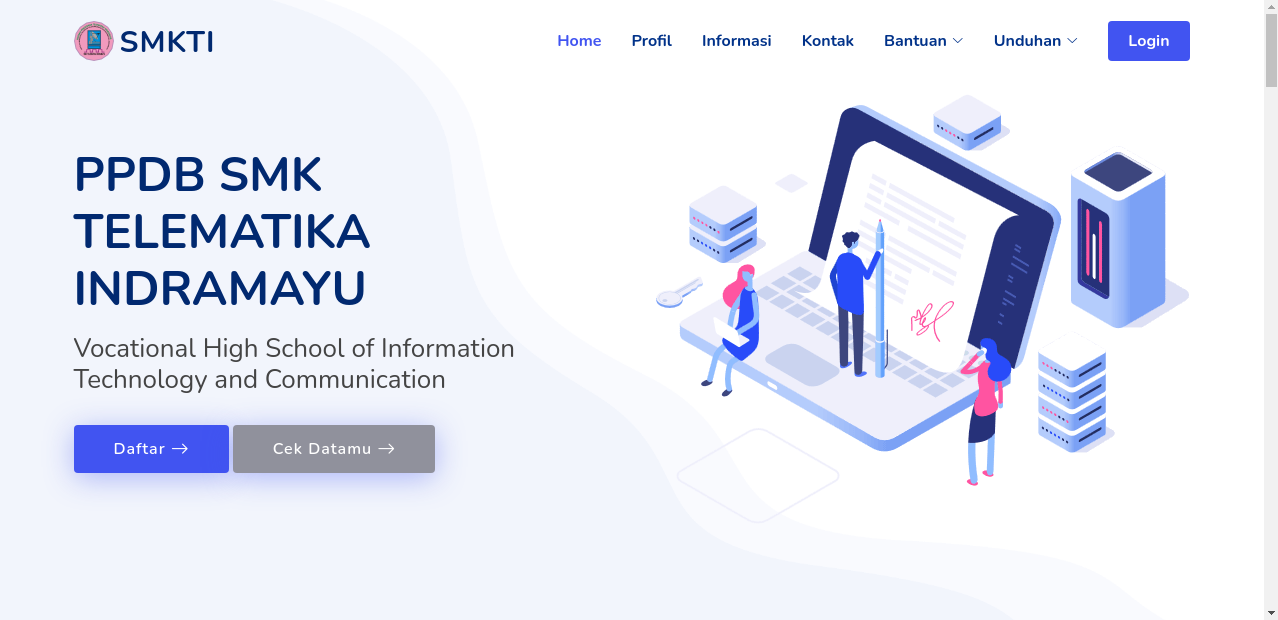 SMKTI
Home Profil Informasi Kontak Bantuan Unduhan Login
PPDB SMK
TELEMATIKA
INDRAMAYU
Vocational High School of Information
Technology and Communication
Daftar → Cek Datamu →